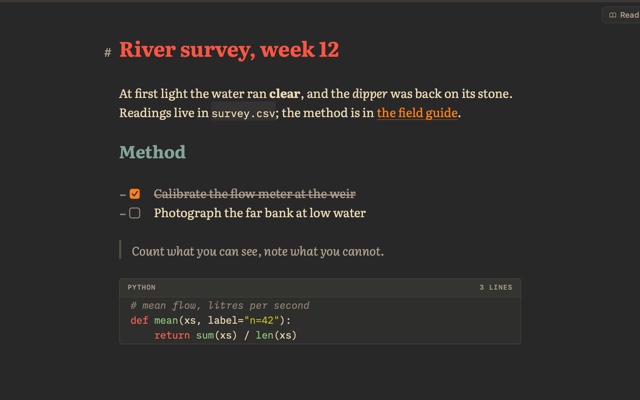 Read
# River survey, week 12
At first light the water ran clear, and the dipper was back on its stone.
Readings live in survey.csv; the method is in the field guide.
Method
– Calibrate the flow meter at the weir
– Photograph the far bank at low water
Count what you can see, note what you cannot.
PYTHON 3 LINES
# mean flow, litres per second
def mean(xs, label="n=42"):
    return sum(xs) / len(xs)